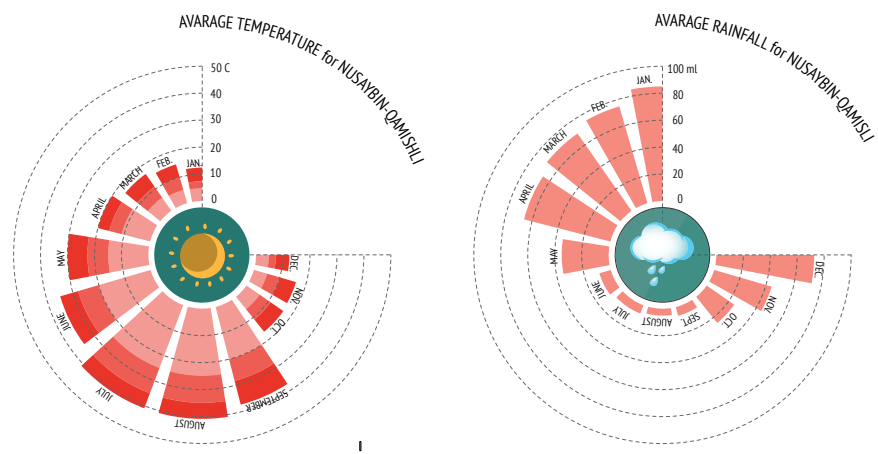 AVARAGE TEMPERATURE for NUSAYBIN-QAMISHLI
50 C
40
30
20
10
0
JAN.
FEB.
MARCH
APRIL
MAY
JUNE
JULY
AUGUST
SEPTEMBER
OCT.
NOV.
DEC.
AVARAGE RAINFALL for NUSAYBIN-QAMISLI
100 ml
80
60
40
20
0
JAN.
FEB.
MARCH
APRIL
MAY
JUNE
JULY
AUGUST
SEPT.
OCT.
NOV.
DEC.